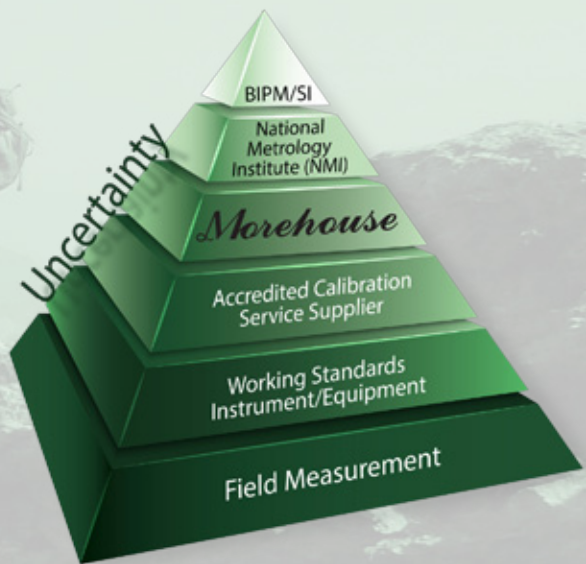 BIPM/SI
National
Metrology
Institute (NMI)
Morehouse
Accredited Calibration
Service Supplier
Working Standards
Instrument/Equipment
Field Measurement
Uncertainty